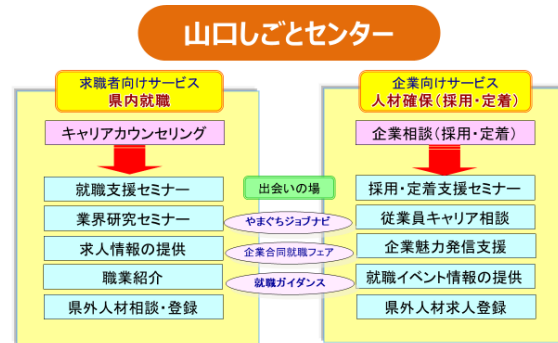 山口しごとセンター
求職者向けサービス
県内就職
キャリアカウンセリング
就職支援セミナー
業界研究セミナー
求人情報の提供
職業紹介
県外人材相談・登録
出会いの場
やまぐちジョブナビ
企業合同就職フェア
就職ガイダンス
企業向けサービス
人材確保(採用・定着)
企業相談(採用・定着)
採用・定着支援セミナー
従業員キャリア相談
企業魅力発信支援
就職イベント情報の提供
県外人材求人登録